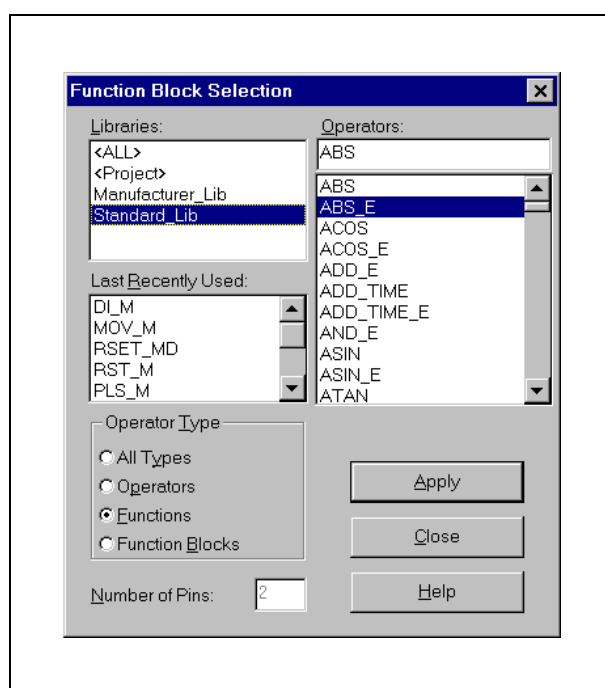 Function Block Selection
Libraries:
<ALL>
<Project>
Manufacturer_Lib
Standard_Lib
Last Recently Used:
DI_M
MOV_M
RSET_MD
RST_M
PLS_M
Operators:
ABS
ABS
ABS_E
ACOS
ACOS_E
ADD_E
ADD_TIME
ADD_TIME_E
AND_E
ASIN
ASIN_E
ATAN
Operator Type
All Types
Operators
Functions
Function Blocks
Number of Pins: 2
Apply
Close
Help